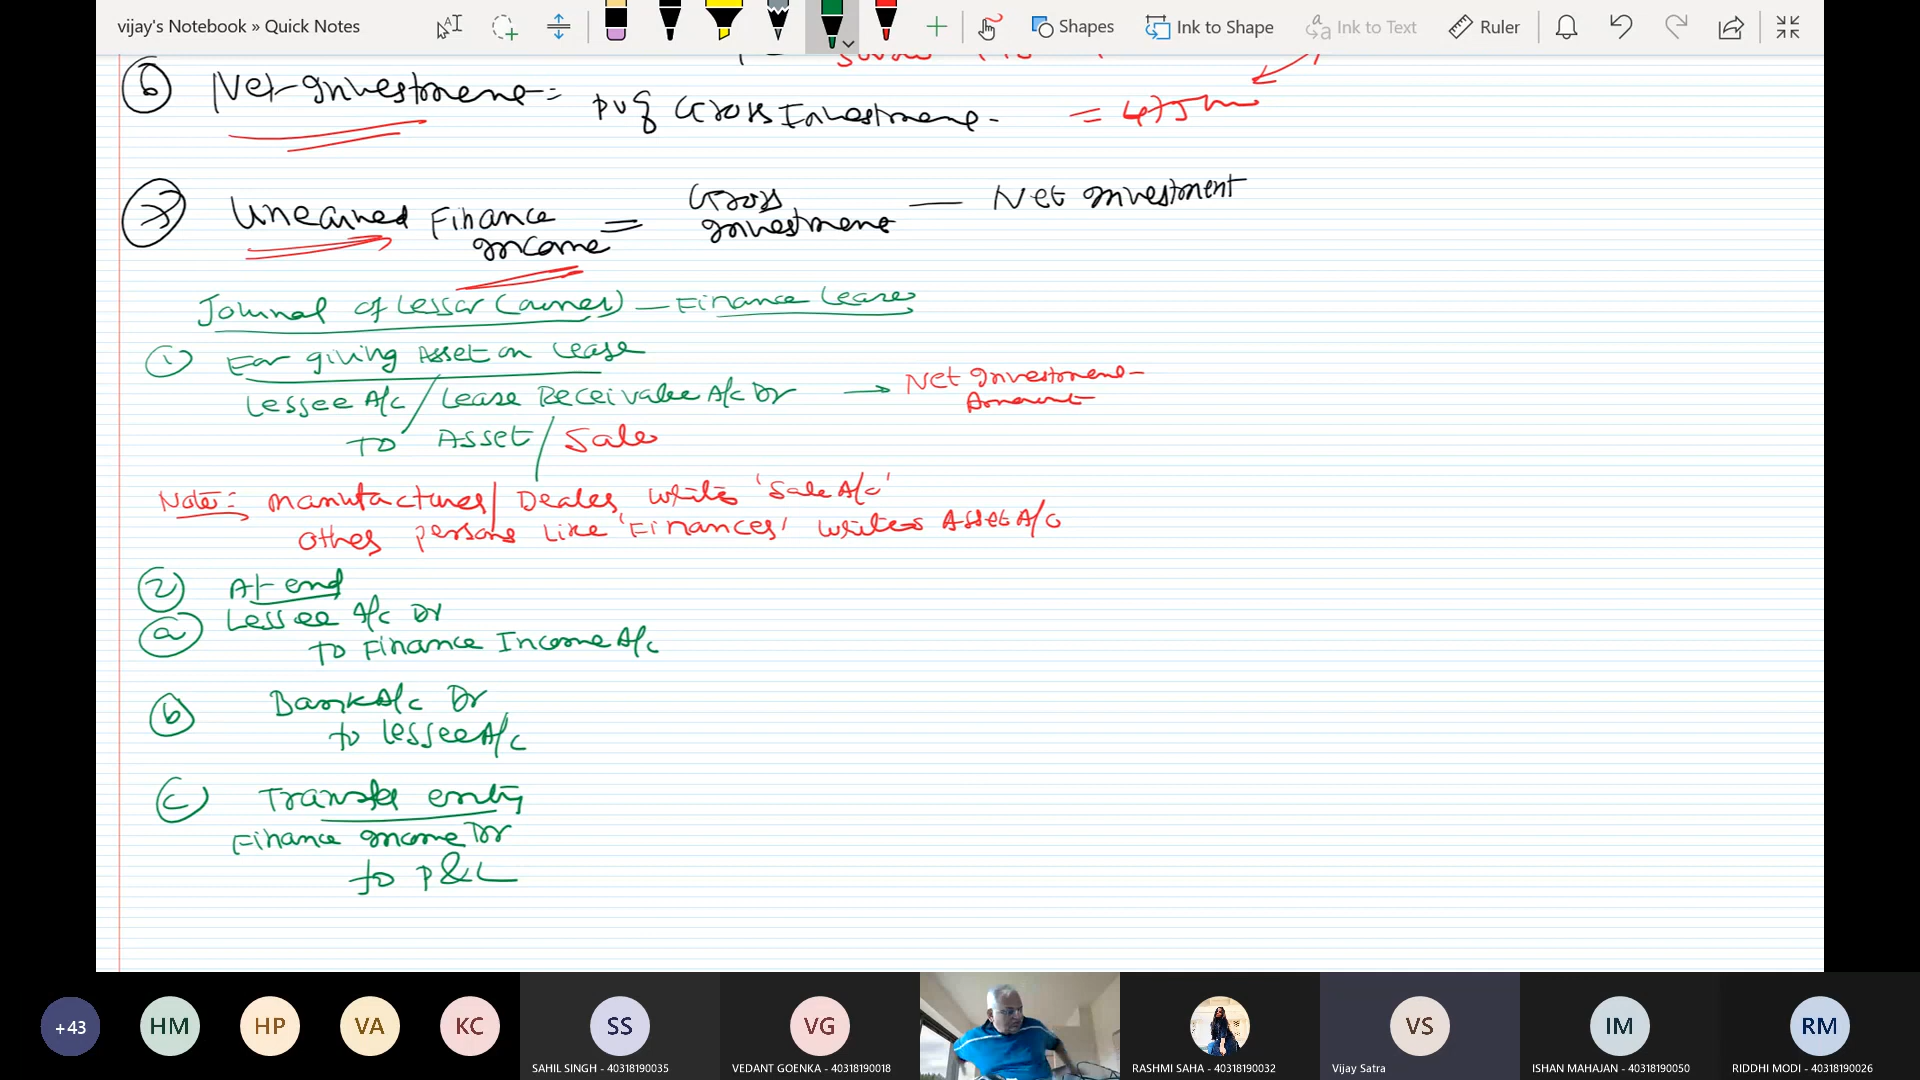 vijay's Notebook » Quick Notes
Shapes
Ink to Shape
Ink to Text
Ruler
⑥ Net Investment = PV of Gross Investment = 475
⑦ Unearned Finance Income = Gross Investment — Net Investment
Journal of Lessor (owner) — Finance Lease
① For giving Asset on Lease
Lessee A/c / Lease Receivable A/c Dr → Net Investment Amount
To Asset / Sale
Note: Manufacturer / Dealer write 'Sale A/c'
other persons like 'Finances' writes Asset A/c
② At end
ⓐ Lessee A/c Dr
To Finance Income A/c
ⓑ Bank A/c Dr
to Lessee A/c
ⓒ Transfer entry
Finance Income Dr
to P&L
+43
HM
HP
VA
KC
SS
SAHIL SINGH - 40318190035
VG
VEDANT GOENKA - 40318190018
RASHMI SAHA - 40318190032
VS
Vijay Satra
IM
ISHAN MAHAJAN - 40318190050
RM
RIDDHI MODI - 40318190026